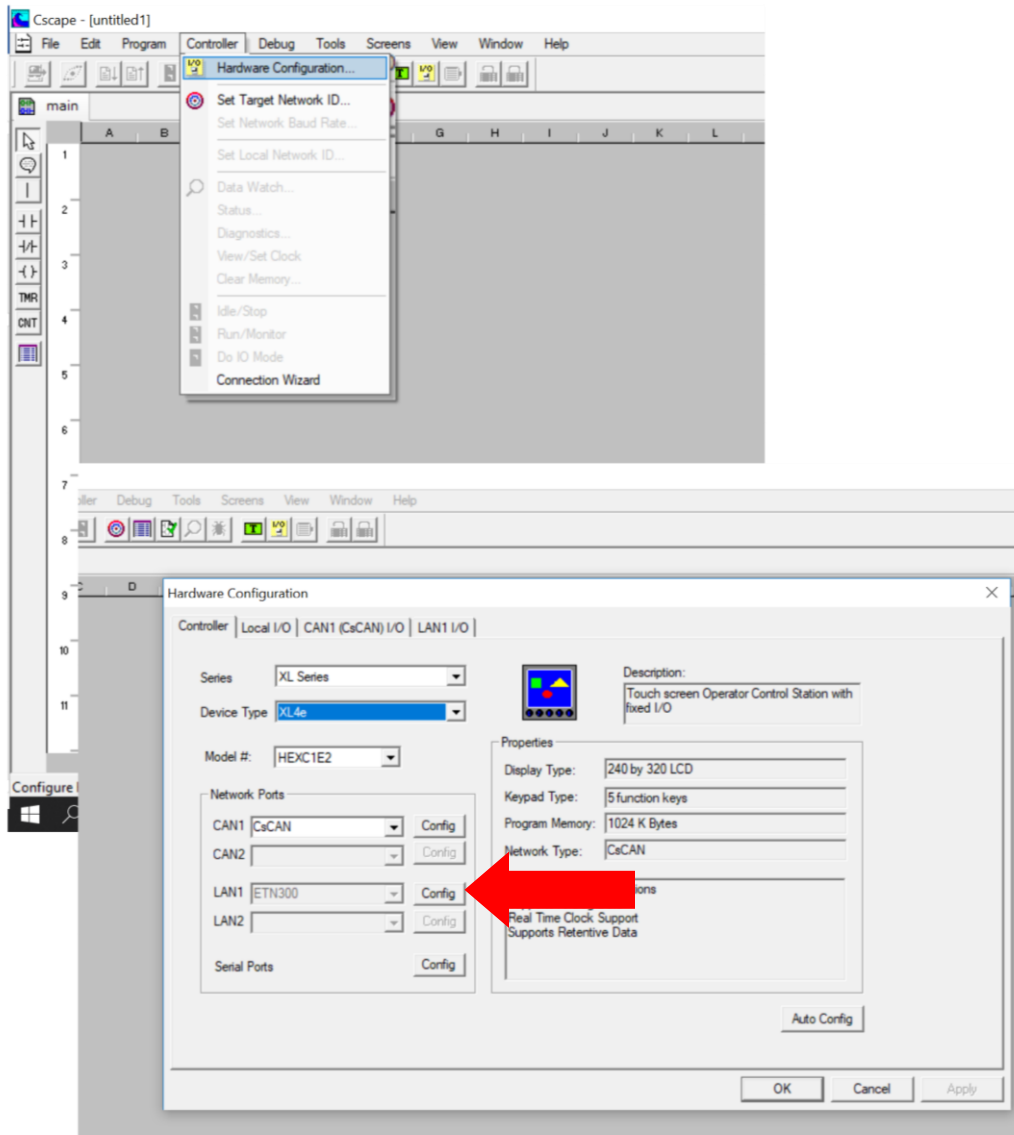 Cscape - [untitled1]
File Edit Program Controller Debug Tools Screens View Window Help
Hardware Configuration...
main
Set Target Network ID...
Set Network Baud Rate...
A B G H I J K L
1
Set Local Network ID...
Data Watch...
2
Status...
Diagnostics...
View/Set Clock
3
Clear Memory...
TMR
Idle/Stop
CNT
4
Run/Monitor
Do IO Mode
5
Connection Wizard
6
7
Debug Tools Screens View Window Help
8
9
D
Hardware Configuration
Controller Local I/O CAN1 (CsCAN) I/O LAN1 I/O
10
Series XL Series
Description:
Touch screen Operator Control Station with
fixed I/O
11
Device Type XL4e
Model #: HEXC1E2
Properties
Display Type: 240 by 320 LCD
Configure
Network Ports
Keypad Type: 5 function keys
CAN1 CsCAN Config
Program Memory: 1024 K Bytes
CAN2 Config
Network Type: CsCAN
LAN1 ETN300 Config
LAN2 Config
Real Time Clock Support
Supports Retentive Data
Serial Ports Config
Auto Config
OK Cancel Apply